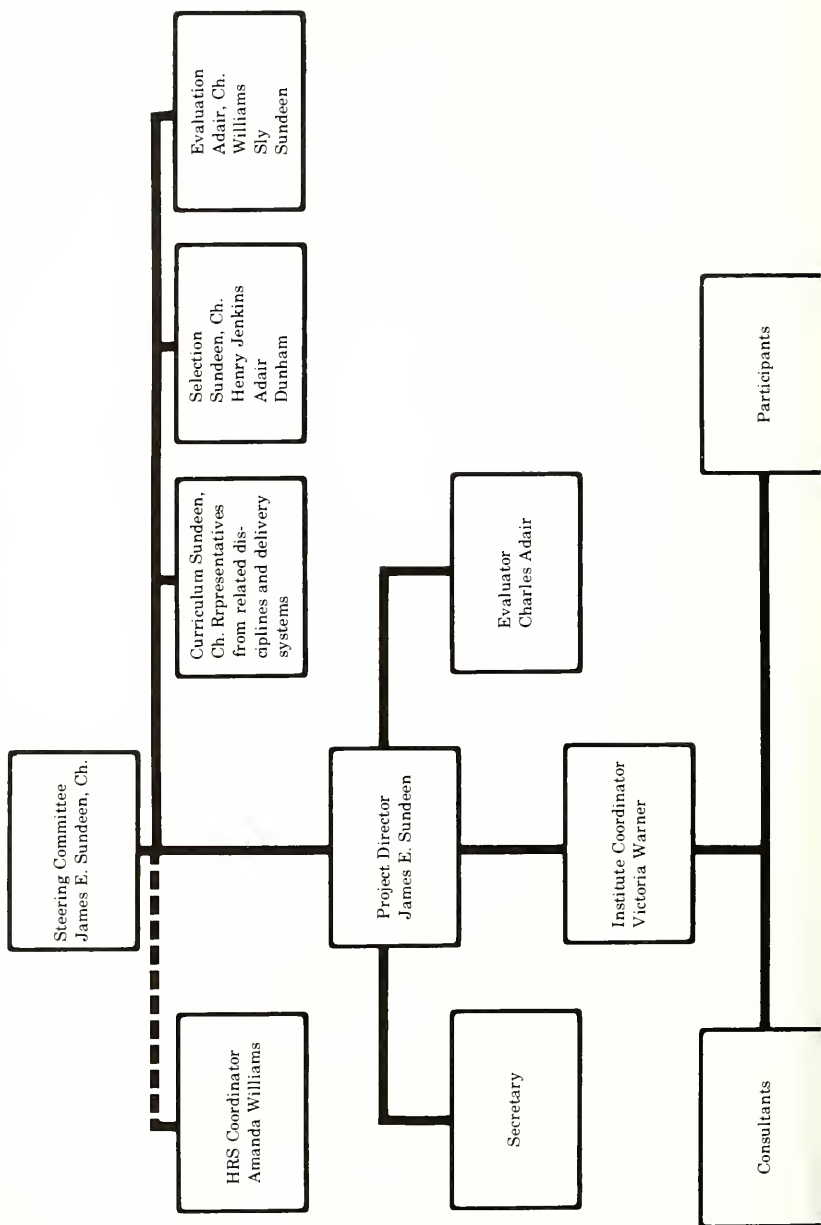 Steering Committee
James E. Sundeen, Ch.
HRS Coordinator
Amanda Williams
Curriculum Sundeen,
Ch. Rrpresentatives
from related dis-
ciplines and delivery
systems
Selection
Sundeen, Ch.
Henry Jenkins
Adair
Dunham
Evaluation
Adair, Ch.
Williams
Sly
Sundeen
Project Director
James E. Sundeen
Secretary
Evaluator
Charles Adair
Institute Coordinator
Victoria Warner
Consultants
Participants